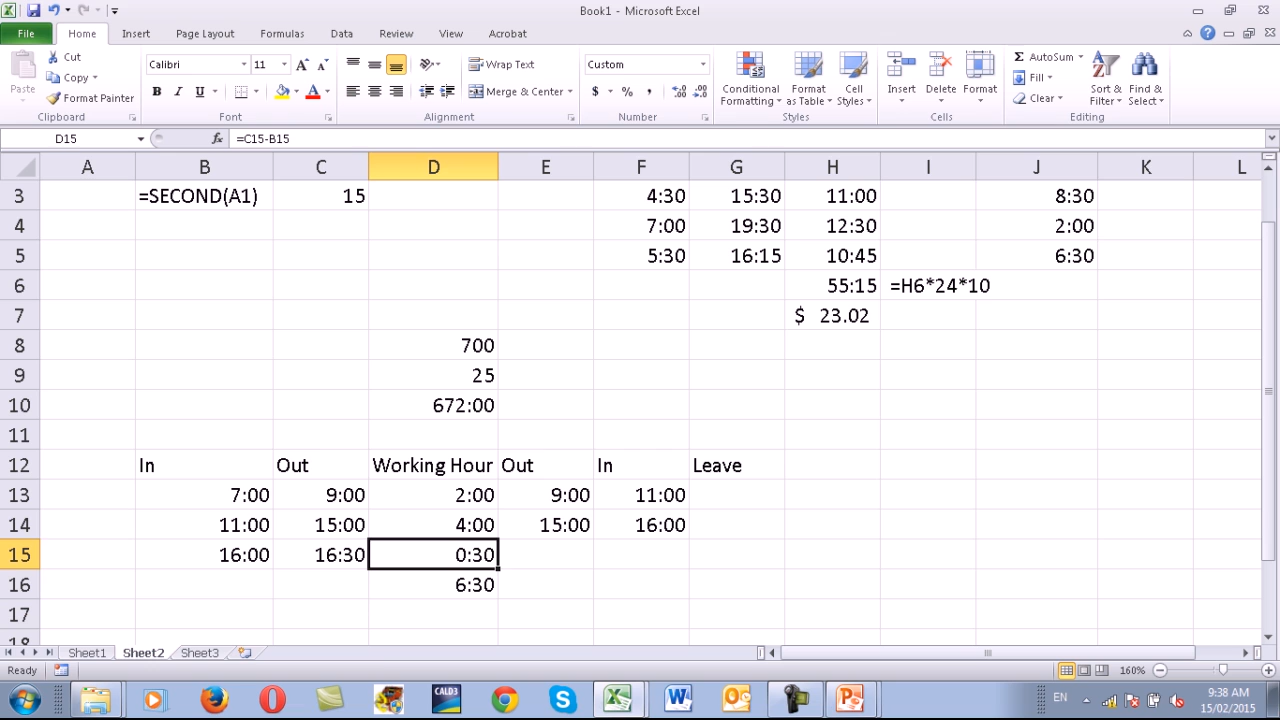 Book1 - Microsoft Excel
File Home Insert Page Layout Formulas Data Review View Acrobat
Cut
Copy
Format Painter
Paste
Clipboard
Calibri 11
B I U
Font
Wrap Text
Merge & Center
Alignment
Custom
$ % ,
Number
Conditional Formatting
Format as Table
Cell Styles
Styles
Insert Delete Format
Cells
AutoSum
Fill
Clear
Sort & Filter
Find & Select
Editing
D15 fx =C15-B15
A B C D E F G H I J K L
3 =SECOND(A1) 15 4:30 15:30 11:00 8:30
4 7:00 19:30 12:30 2:00
5 5:30 16:15 10:45 6:30
6 55:15 =H6*24*10
7 $ 23.02
8 700
9 25
10 672:00
11
12 In Out Working Hour Out In Leave
13 7:00 9:00 2:00 9:00 11:00
14 11:00 15:00 4:00 15:00 16:00
15 16:00 16:30 0:30
16 6:30
17
18
Sheet1 Sheet2 Sheet3
Ready 160%
CALD3
EN 9:38 AM
15/02/2015